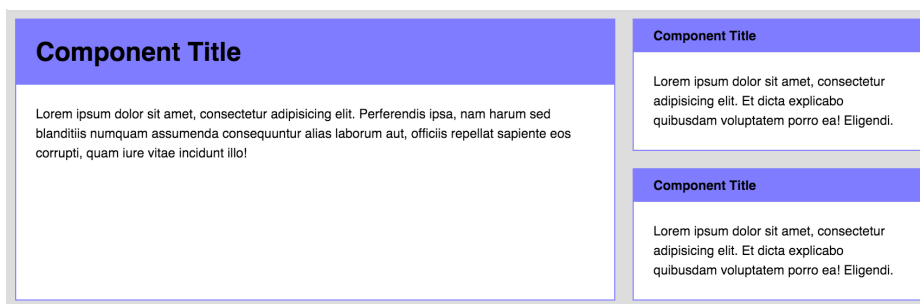 Component Title
Lorem ipsum dolor sit amet, consectetur adipisicing elit. Perferendis ipsa, nam harum sed
blanditiis numquam assumenda consequuntur alias laborum aut, officiis repellat sapiente eos
corrupti, quam iure vitae incidunt illo!
Component Title
Lorem ipsum dolor sit amet, consectetur
adipisicing elit. Et dicta explicabo
quibusdam voluptatem porro ea! Eligendi.
Component Title
Lorem ipsum dolor sit amet, consectetur
adipisicing elit. Et dicta explicabo
quibusdam voluptatem porro ea! Eligendi.